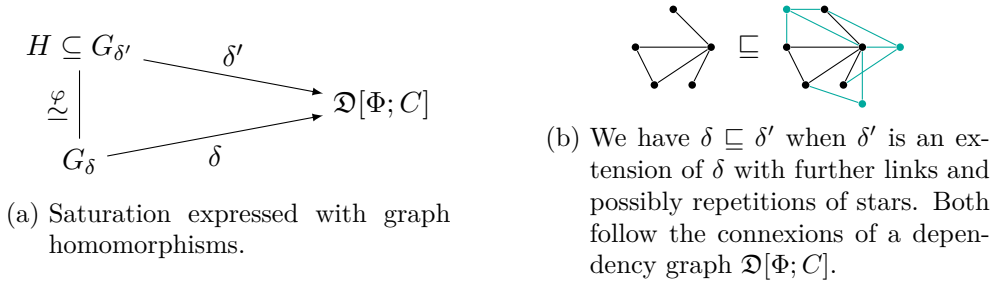 H ⊆ G_{δ'}
δ'
≃ φ
𝔇[Φ; C]
G_δ
δ
(a) Saturation expressed with graph
homomorphisms.
⊑
(b) We have δ ⊑ δ' when δ' is an ex-
tension of δ with further links and
possibly repetitions of stars. Both
follow the connexions of a depen-
dency graph 𝔇[Φ; C].